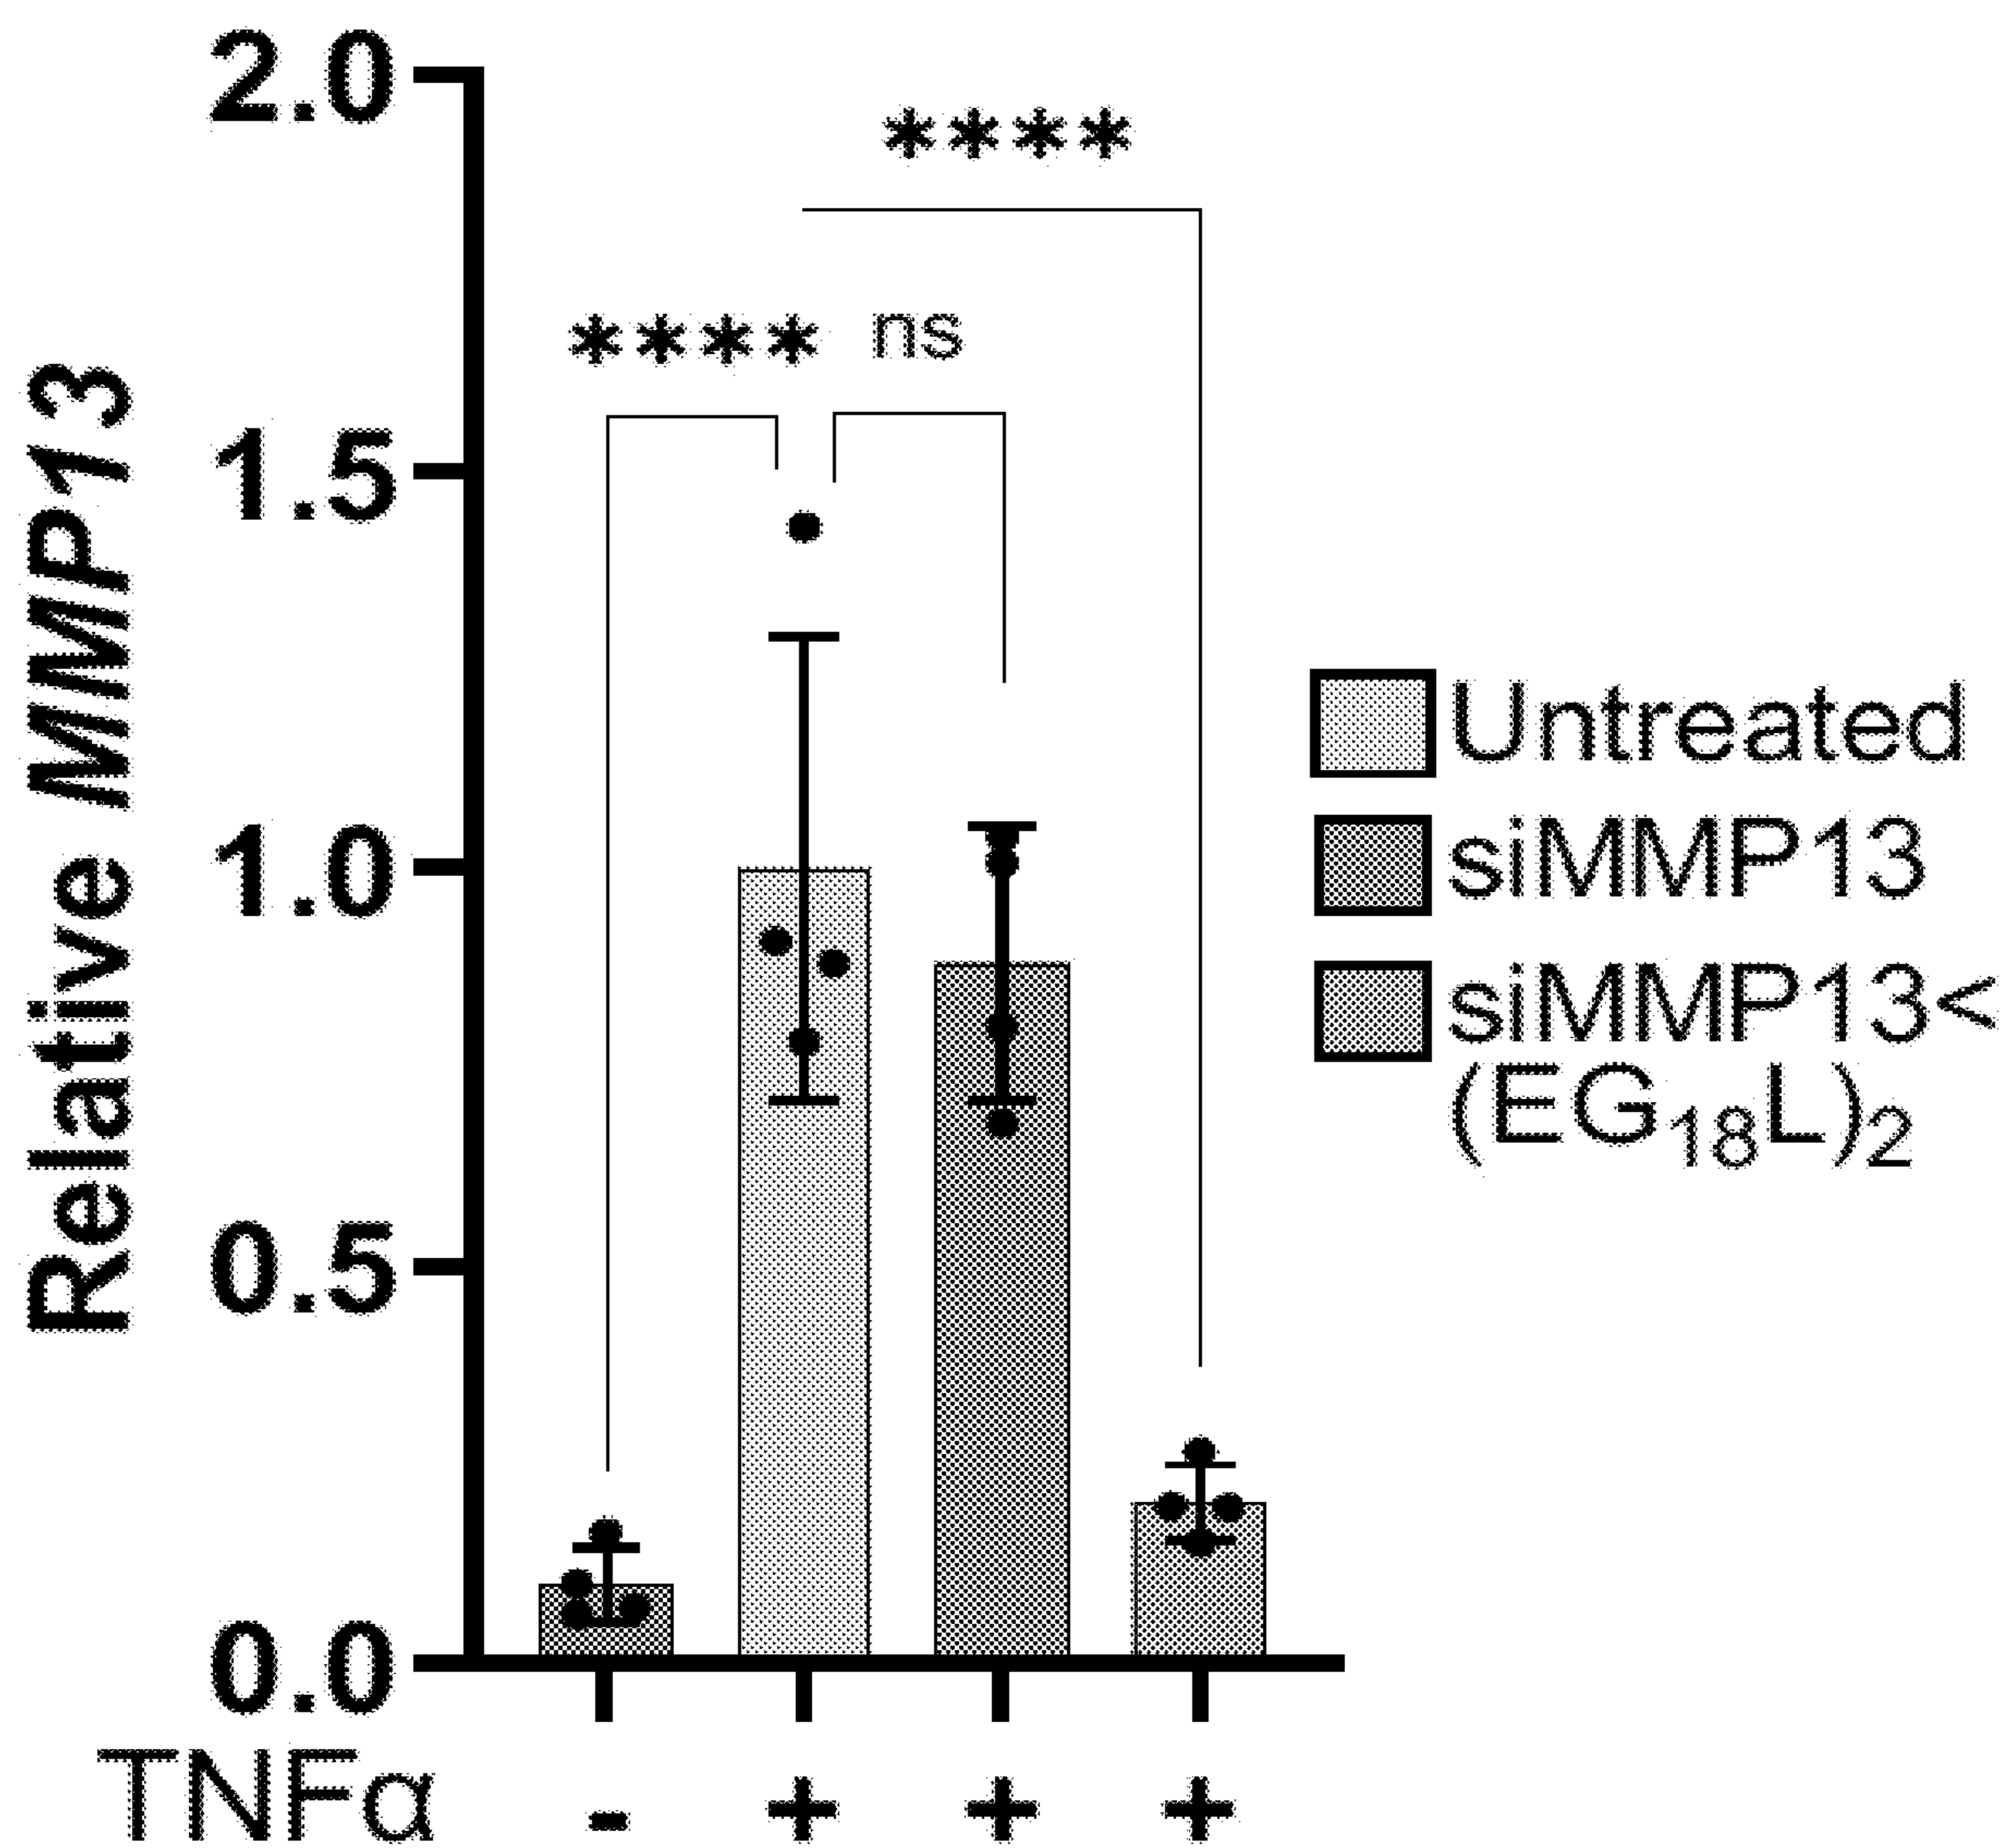 Relative MMP13
2.0
1.5
1.0
0.5
0.0
****
**** ns
Untreated
siMMP13
siMMP13<
(EG₁₈L)₂
TNFα - + + +